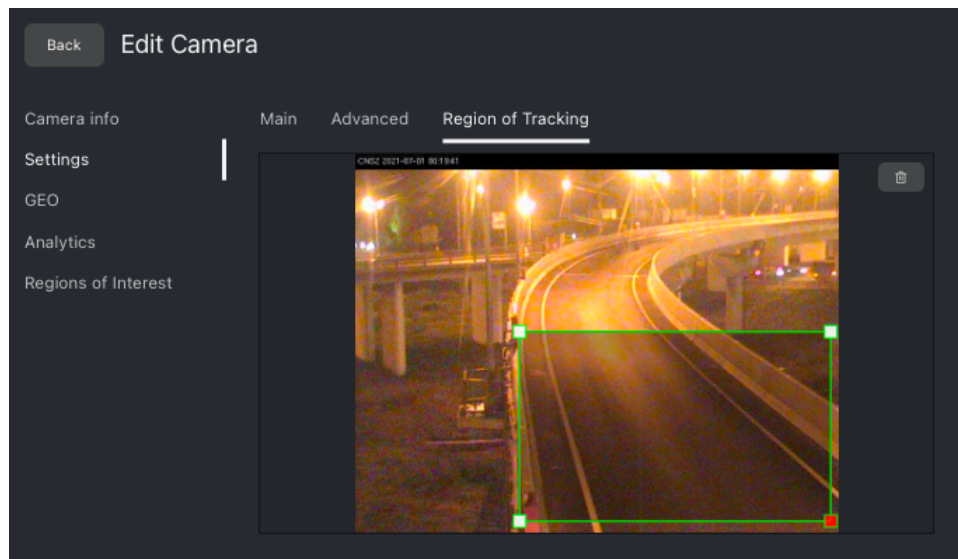 Back
Edit Camera
Camera info
Settings
GEO
Analytics
Regions of Interest
Main
Advanced
Region of Tracking
CNS2 2021-07-01 00:19:41